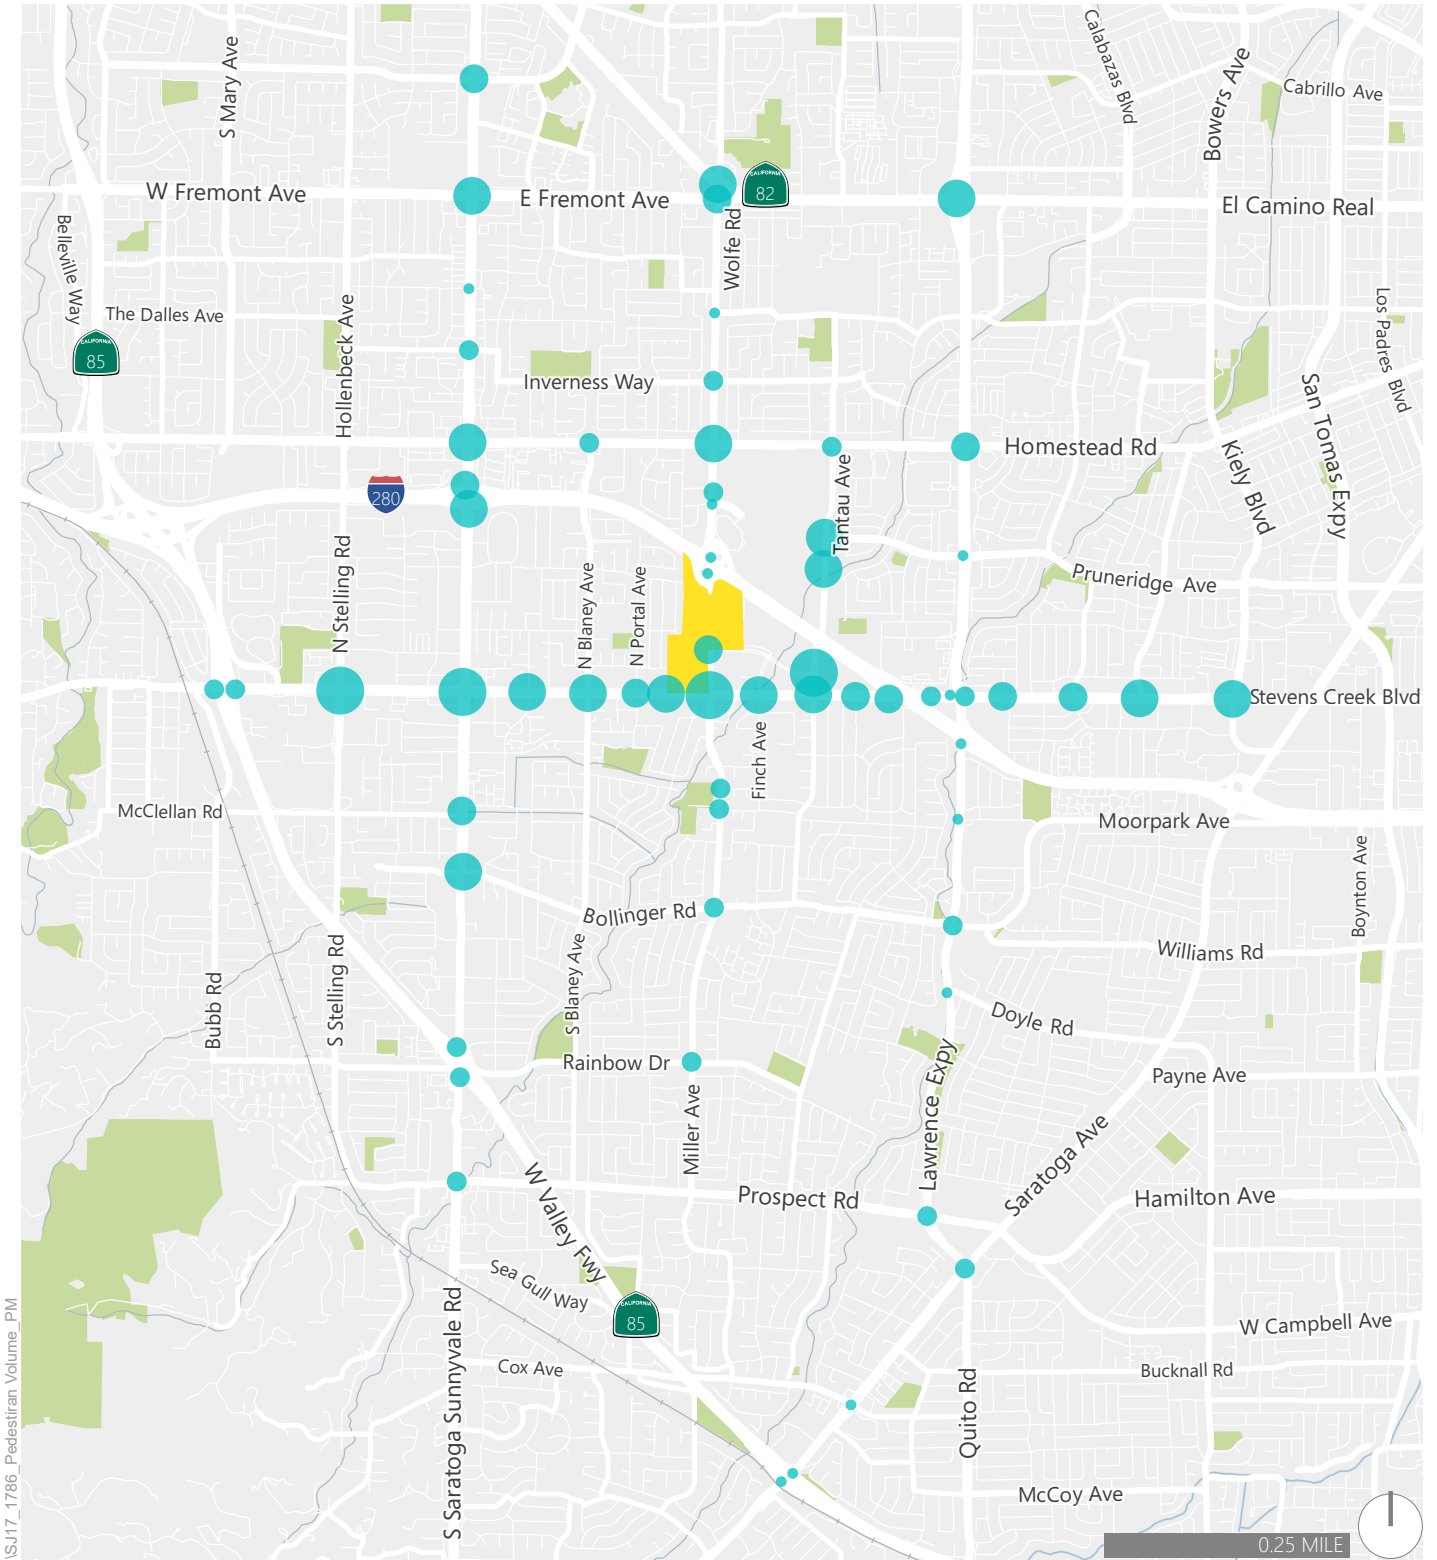 Calabazas Blvd
S Mary Ave
Bowers Ave
Cabrillo Ave
CALIFORNIA
82
W Fremont Ave
E Fremont Ave
El Camino Real
Belleville Way
Wolfe Rd
The Dalles Ave
Hollenbeck Ave
Los Padres Blvd
CALIFORNIA
85
Inverness Way
San Tomas Expy
Homestead Rd
Kiely Blvd
280
Tantau Ave
N Stelling Rd
N Blaney Ave
N Portal Ave
Pruneridge Ave
Stevens Creek Blvd
Finch Ave
McClellan Rd
Moorpark Ave
Boynton Ave
Bollinger Rd
Williams Rd
S Blaney Ave
S Stelling Rd
Bubb Rd
Doyle Rd
Rainbow Dr
Lawrence Expy
Payne Ave
Miller Ave
Saratoga Ave
W Valley Fwy
Prospect Rd
Hamilton Ave
Sea Gull Way
CALIFORNIA
85
W Campbell Ave
Cox Ave
Bucknall Rd
S Saratoga Sunnyvale Rd
Quito Rd
McCoy Ave
0.25 MILE
\SJ17_1786_Pedestiran Volume_PM